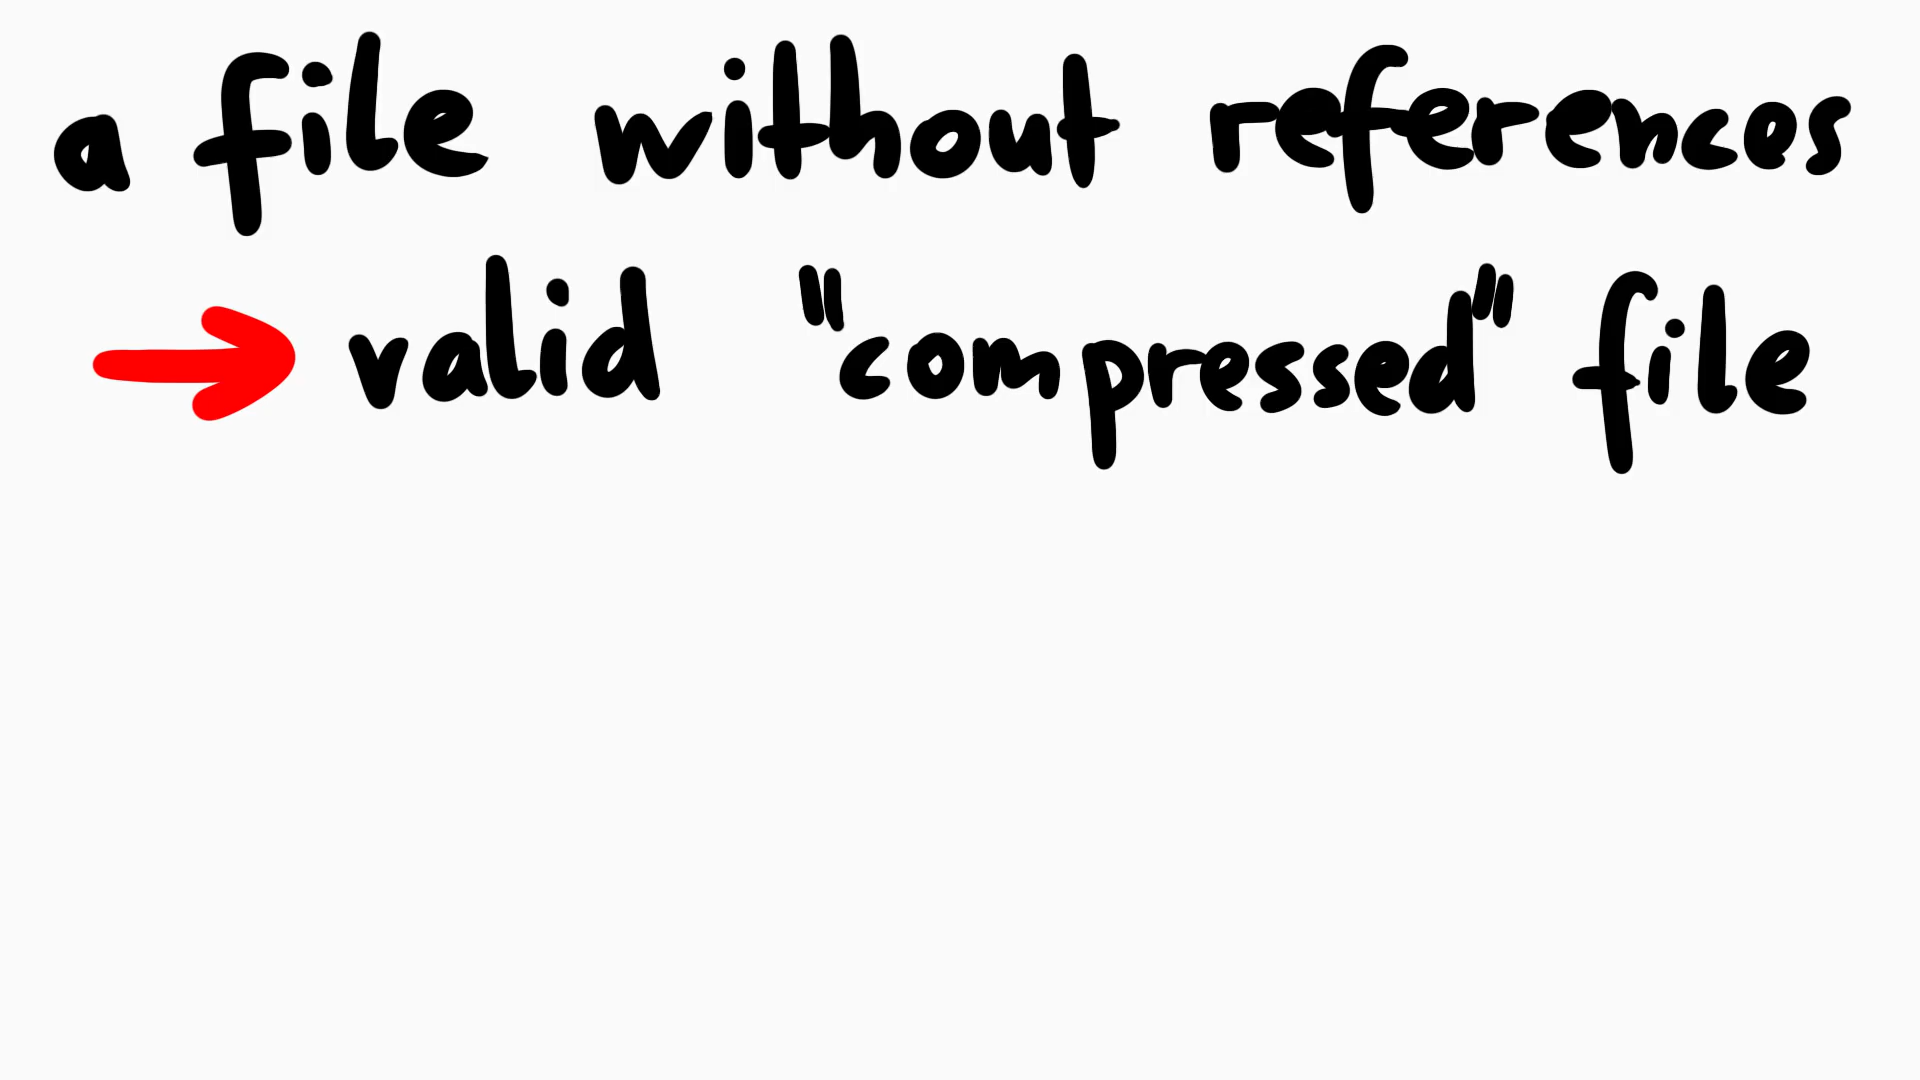 a file without references
→ valid "compressed" file